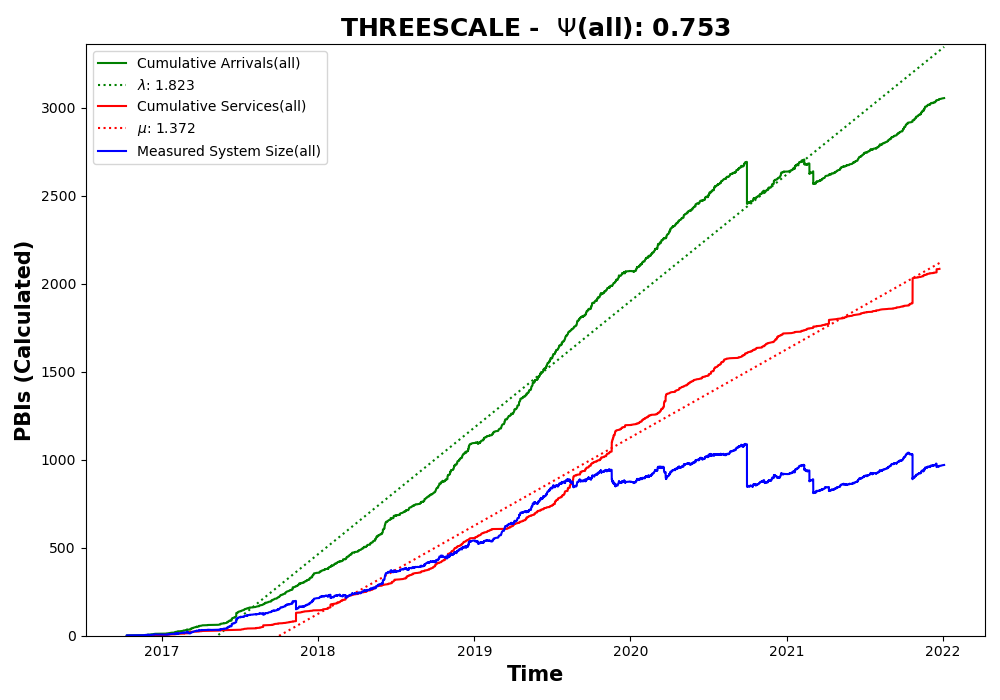 THREESCALE - Ψ(all): 0.753
Cumulative Arrivals(all)
λ: 1.823
Cumulative Services(all)
μ: 1.372
Measured System Size(all)
PBIs (Calculated)
3000
2500
2000
1500
1000
500
0
2017 2018 2019 2020 2021 2022
Time